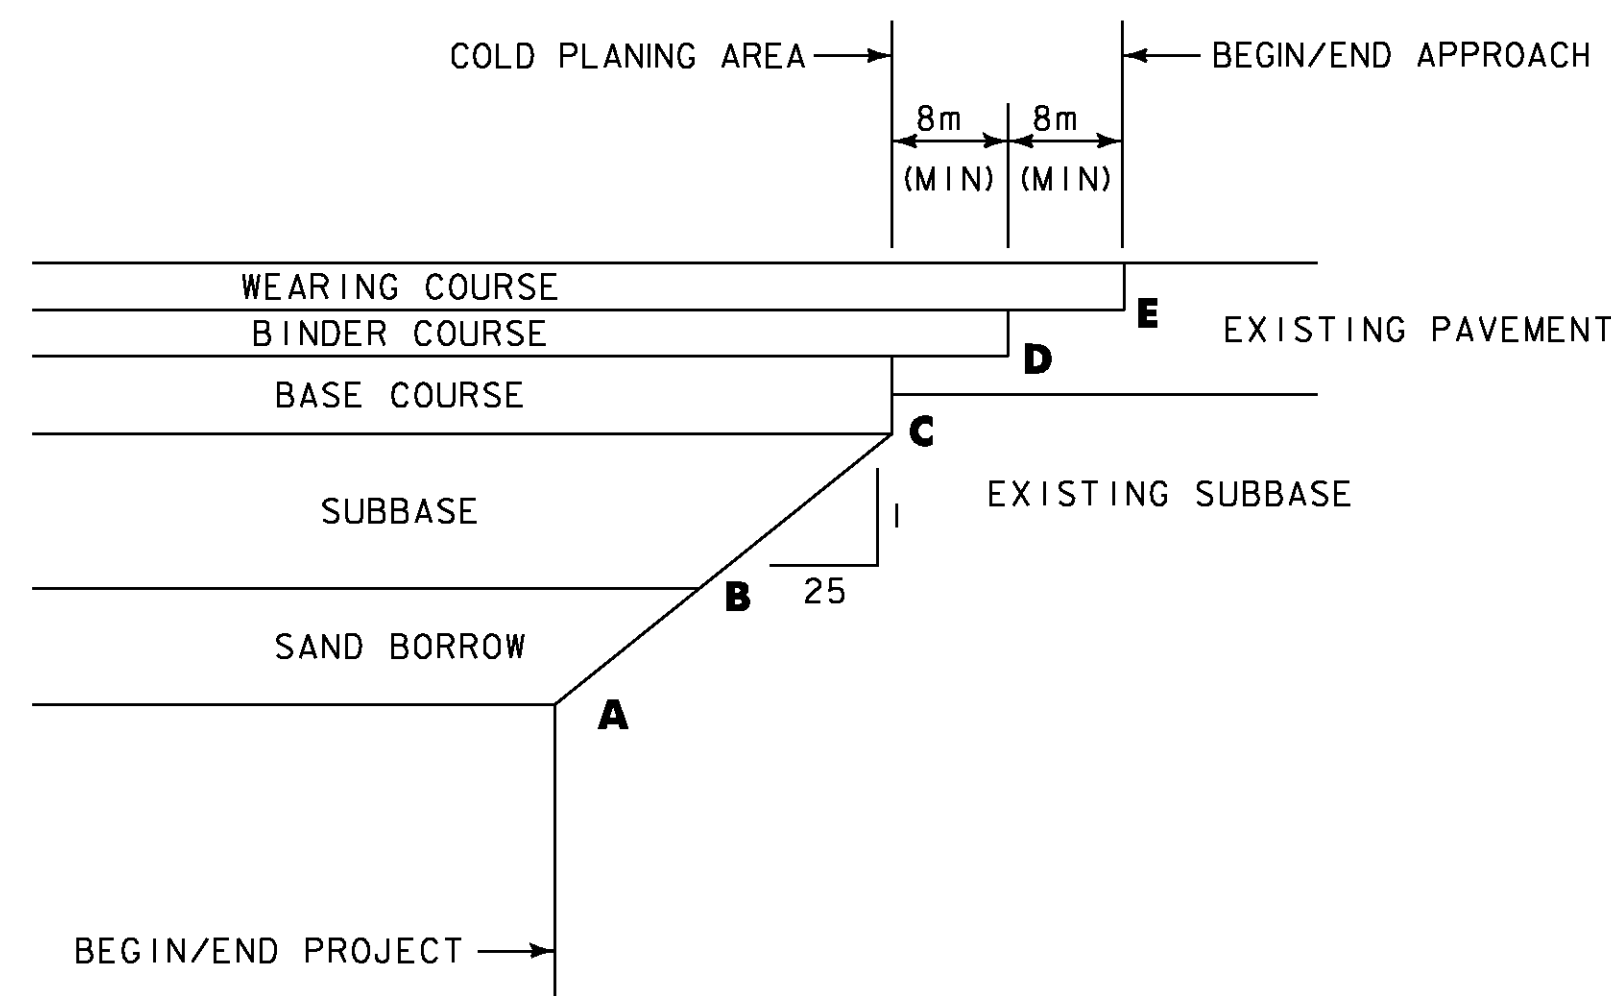 COLD PLANING AREA
BEGIN/END APPROACH
8m
8m
(MIN)
(MIN)
WEARING COURSE
E
BINDER COURSE
EXISTING PAVEMENT
D
BASE COURSE
C
EXISTING SUBBASE
SUBBASE
1
25
B
SAND BORROW
A
BEGIN/END PROJECT